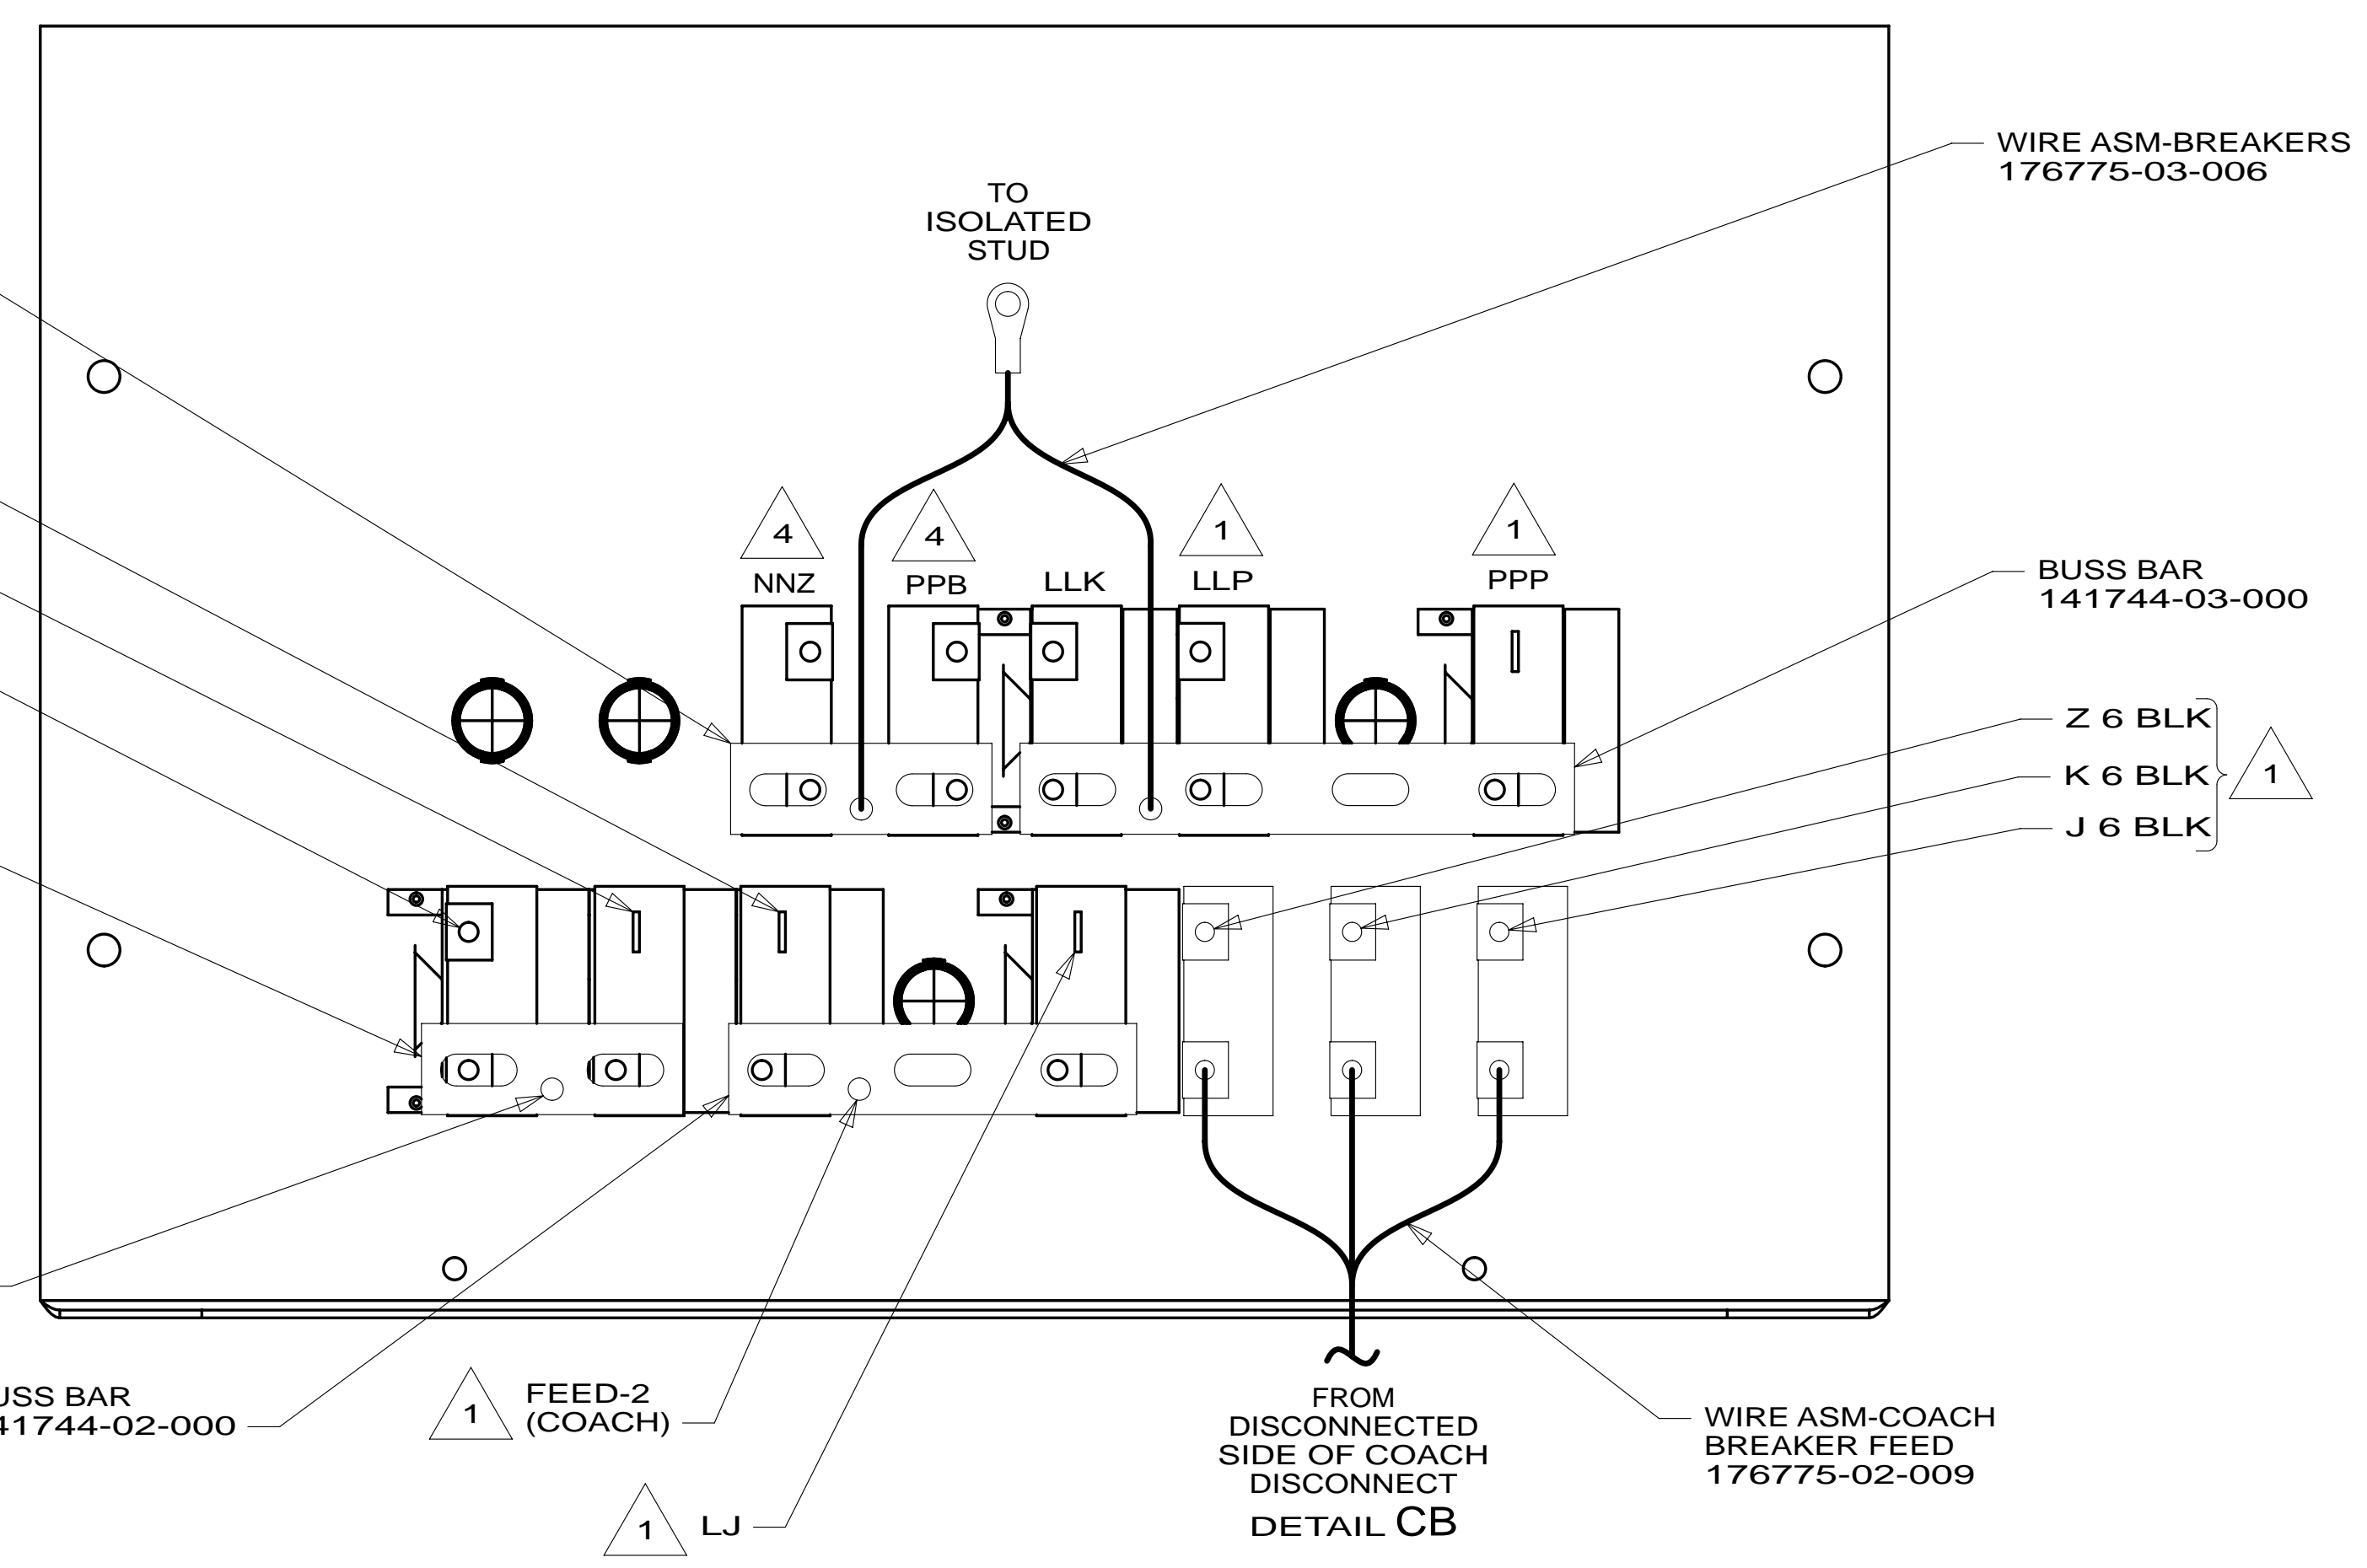 WIRE ASM-BREAKERS
176775-03-006
TO
ISOLATED
STUD
4
4
1
1
NNZ
PPB
LLK
LLP
PPP
BUSS BAR
141744-03-000
Z 6 BLK
K 6 BLK
1
J 6 BLK
USS BAR
41744-02-000
1
FEED-2
(COACH)
1
LJ
FROM
DISCONNECTED
SIDE OF COACH
DISCONNECT
DETAIL CB
WIRE ASM-COACH
BREAKER FEED
176775-02-009